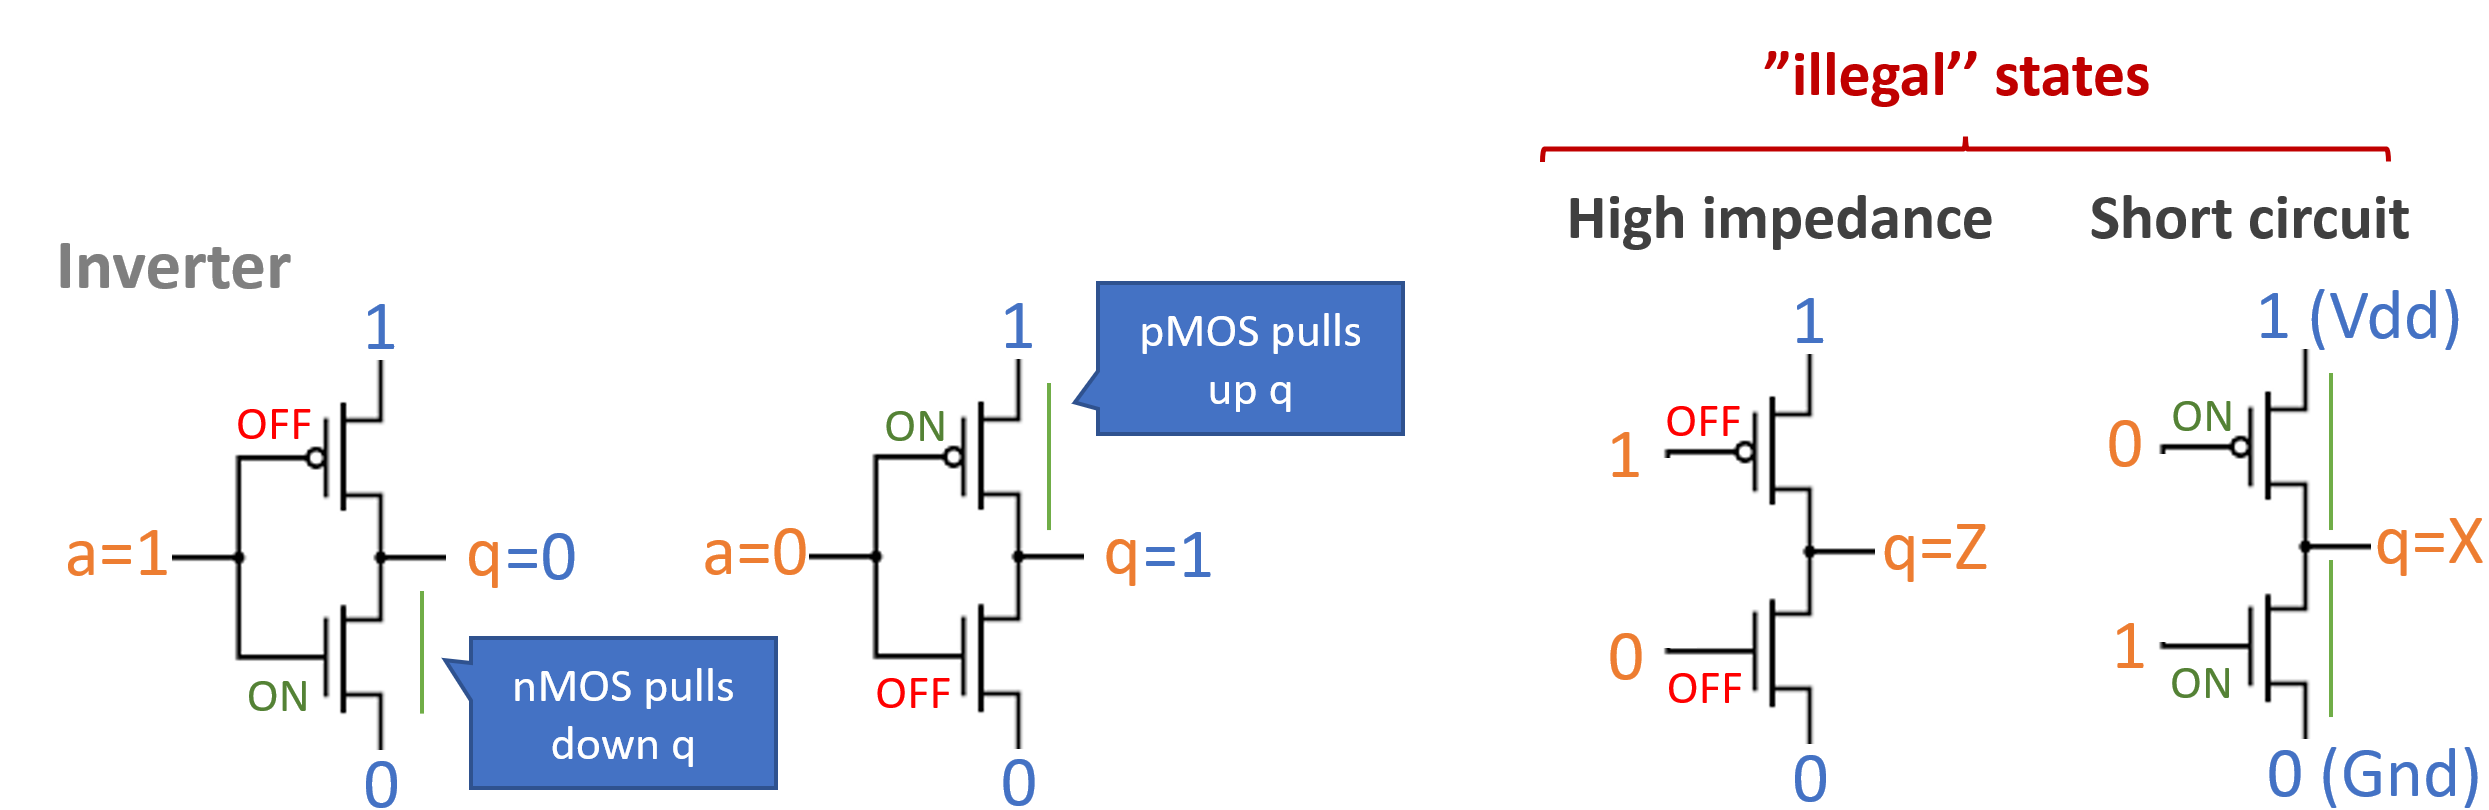 ”illegal’’ states
High impedance
Short circuit
Inverter
1
OFF
a=1
q=0
ON
nMOS pulls
down q
0
1
pMOS pulls
up q
ON
a=0
q=1
OFF
0
1
OFF
1
q=Z
0
OFF
0
1 (Vdd)
ON
0
q=X
1
ON
0 (Gnd)